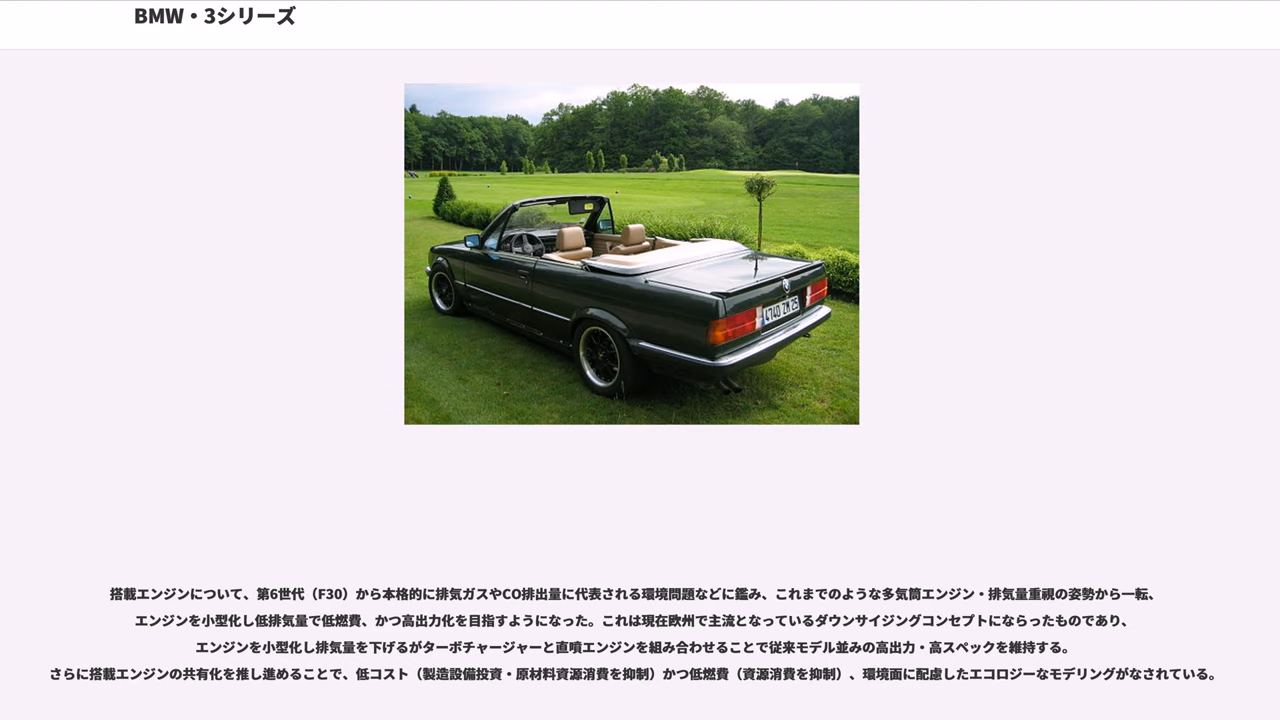 BMW・3シリーズ
4740 ZM 25
搭載エンジンについて、第6世代（F30）から本格的に排気ガスやCO排出量に代表される環境問題などに鑑み、これまでのような多気筒エンジン・排気量重視の姿勢から一転、
エンジンを小型化し低排気量で低燃費、かつ高出力化を目指すようになった。これは現在欧州で主流となっているダウンサイジングコンセプトにならったものであり、
エンジンを小型化し排気量を下げるがターボチャージャーと直噴エンジンを組み合わせることで従来モデル並みの高出力・高スペックを維持する。
さらに搭載エンジンの共有化を推し進めることで、低コスト（製造設備投資・原材料資源消費を抑制）かつ低燃費（資源消費を抑制）、環境面に配慮したエコロジーなモデリングがなされている。